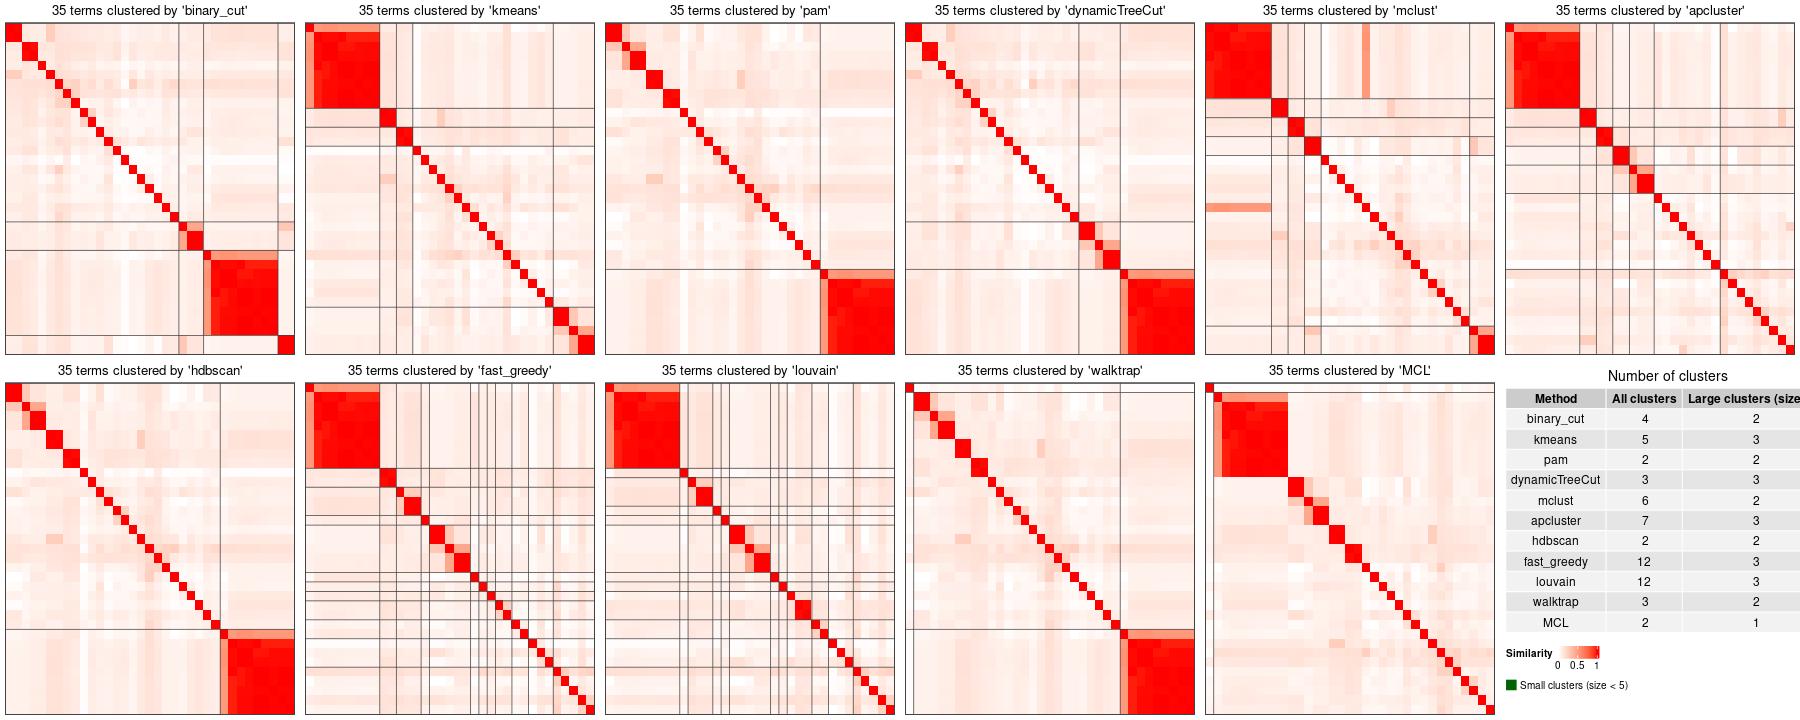 35 terms clustered by 'binary_cut'
35 terms clustered by 'kmeans'
35 terms clustered by 'pam'
35 terms clustered by 'dynamicTreeCut'
35 terms clustered by 'mclust'
35 terms clustered by 'apcluster'
35 terms clustered by 'hdbscan'
35 terms clustered by 'fast_greedy'
35 terms clustered by 'louvain'
35 terms clustered by 'walktrap'
35 terms clustered by 'MCL'
Number of clusters
Method All clusters Large clusters (size
binary_cut 4 2
kmeans 5 3
pam 2 2
dynamicTreeCut 3 3
mclust 6 2
apcluster 7 3
hdbscan 2 2
fast_greedy 12 3
louvain 12 3
walktrap 3 2
MCL 2 1
Similarity
0 0.5 1
Small clusters (size < 5)